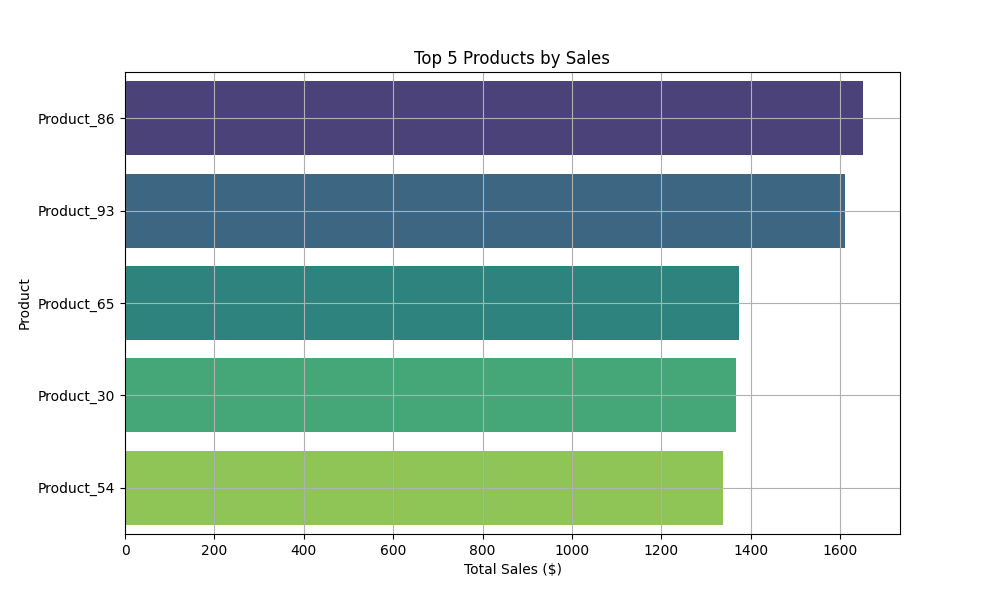 Top 5 Products by Sales
Product
Product_86
Product_93
Product_65
Product_30
Product_54
0 200 400 600 800 1000 1200 1400 1600
Total Sales ($)